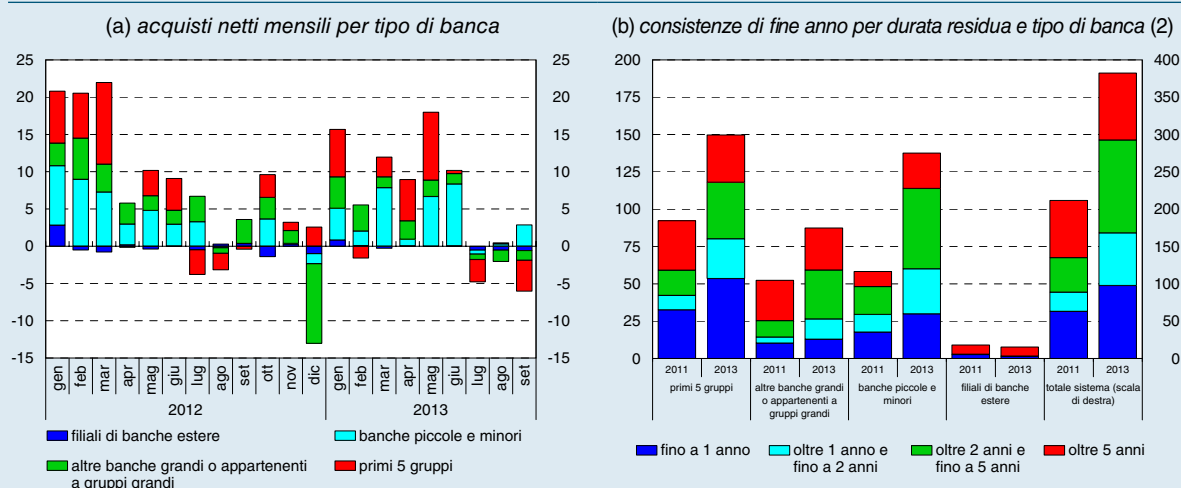 (a) acquisti netti mensili per tipo di banca
25 25
20 20
15 15
10 10
5 5
0 0
-5 -5
-10 -10
-15 -15
gen feb mar apr mag giu lug ago set ott nov dic gen feb mar apr mag giu lug ago set
2012 2013
filiali di banche estere
banche piccole e minori
altre banche grandi o appartenenti
a gruppi grandi
primi 5 gruppi
(b) consistenze di fine anno per durata residua e tipo di banca (2)
200 400
175
150 300
125
100 200
75
50 100
25
0 0
2011 2013 2011 2013 2011 2013 2011 2013 2011 2013
primi 5 gruppi
altre banche grandi
o appartenenti a
gruppi grandi
banche piccole e
minori
filiali di banche
estere
totale sistema (scala
di destra)
fino a 1 anno
oltre 1 anno e
fino a 2 anni
oltre 2 anni e
fino a 5 anni
oltre 5 anni